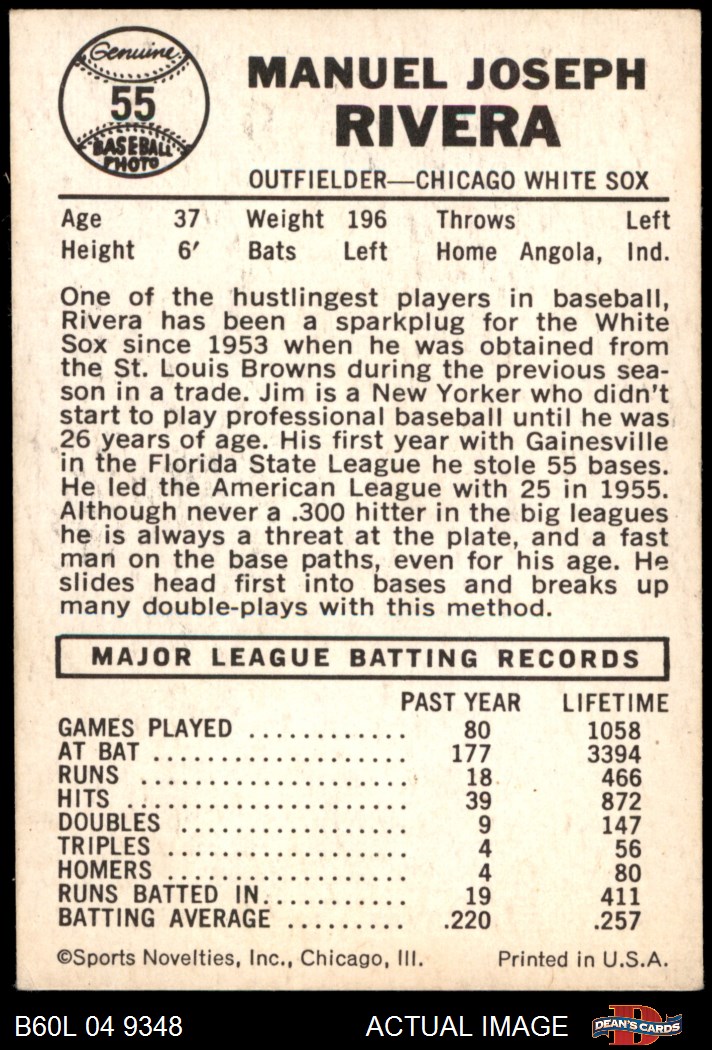 Genuine
55
BASEBALL
PHOTO
MANUEL JOSEPH
RIVERA
OUTFIELDER—CHICAGO WHITE SOX
Age 37 Weight 196 Throws Left
Height 6′ Bats Left Home Angola, Ind.
One of the hustlingest players in baseball,
Rivera has been a sparkplug for the White
Sox since 1953 when he was obtained from
the St. Louis Browns during the previous sea-
son in a trade. Jim is a New Yorker who didn't
start to play professional baseball until he was
26 years of age. His first year with Gainesville
in the Florida State League he stole 55 bases.
He led the American League with 25 in 1955.
Although never a .300 hitter in the big leagues
he is always a threat at the plate, and a fast
man on the base paths, even for his age. He
slides head first into bases and breaks up
many double-plays with this method.
MAJOR LEAGUE BATTING RECORDS
PAST YEAR LIFETIME
GAMES PLAYED ............. 80 1058
AT BAT ..................... 177 3394
RUNS ...................... 18 466
HITS ....................... 39 872
DOUBLES .................. 9 147
TRIPLES ................... 4 56
HOMERS ................... 4 80
RUNS BATTED IN............ 19 411
BATTING AVERAGE ......... .220 .257
©Sports Novelties, Inc., Chicago, Ill. Printed in U.S.A.
B60L 04 9348 ACTUAL IMAGE D DEAN'S CARDS